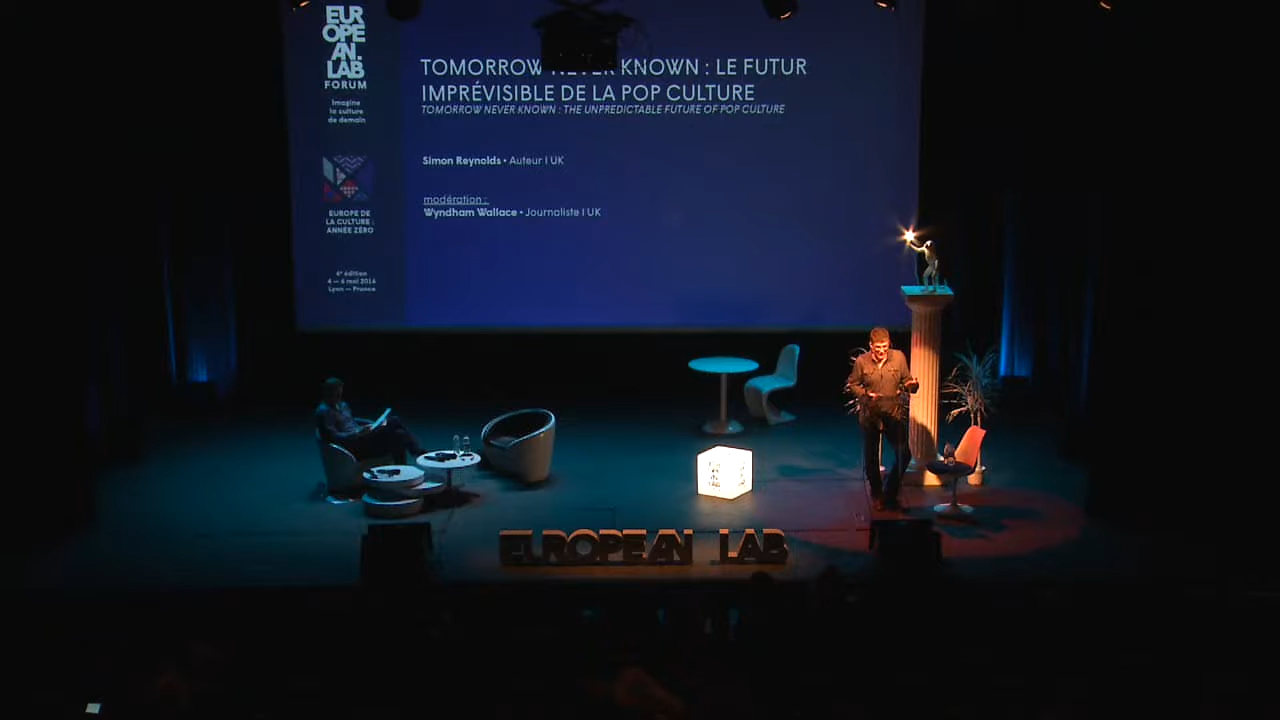 EUR
OPE
AN.
LAB
FORUM
Imagine
la culture
de demain
EUROPE DE
LA CULTURE :
ANNÉE ZÉRO
6e édition
4 — 6 mai 2016
Lyon — France
TOMORROW NEVER KNOWN : LE FUTUR
IMPRÉVISIBLE DE LA POP CULTURE
TOMORROW NEVER KNOWN : THE UNPREDICTABLE FUTURE OF POP CULTURE
Simon Reynolds • Auteur | UK
modération :
Wyndham Wallace • Journaliste | UK
EUROPEAN LAB